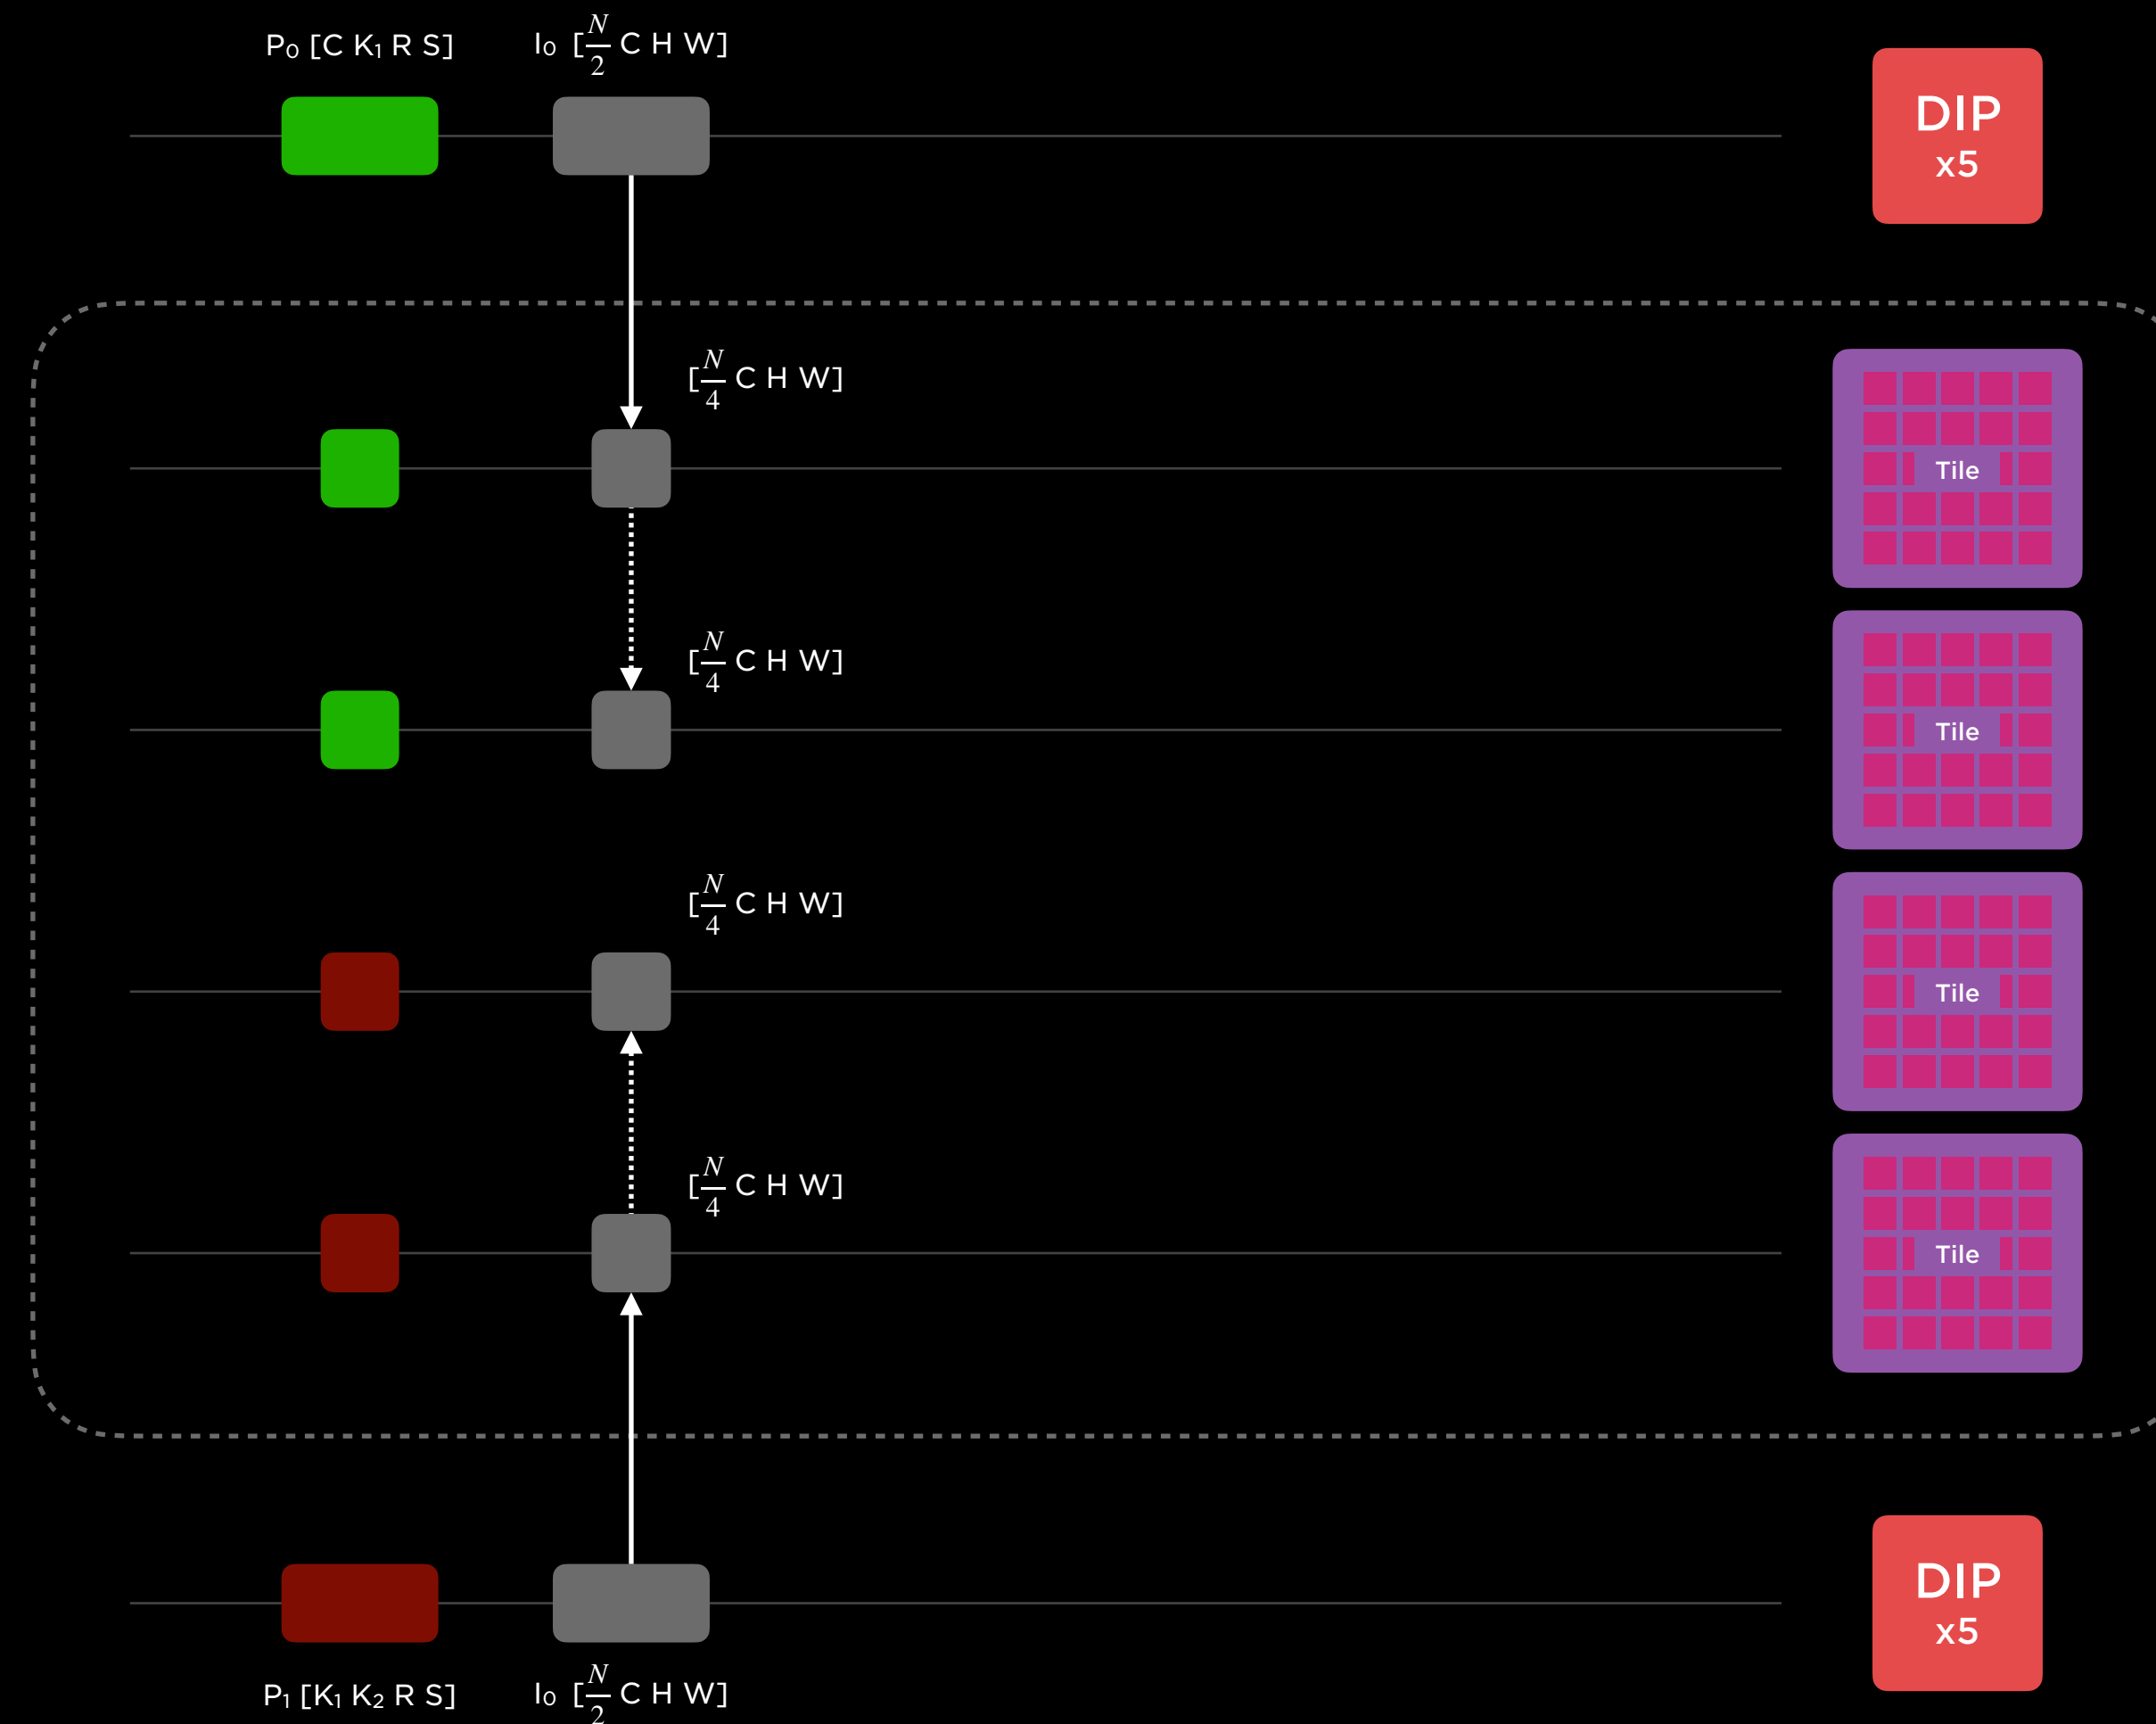 P₀ [C K₁ R S]
I₀ [N/2 C H W]
DIP
x5
[N/4 C H W]
Tile
[N/4 C H W]
Tile
[N/4 C H W]
Tile
[N/4 C H W]
Tile
DIP
x5
P₁ [K₁ K₂ R S]
I₀ [N/2 C H W]